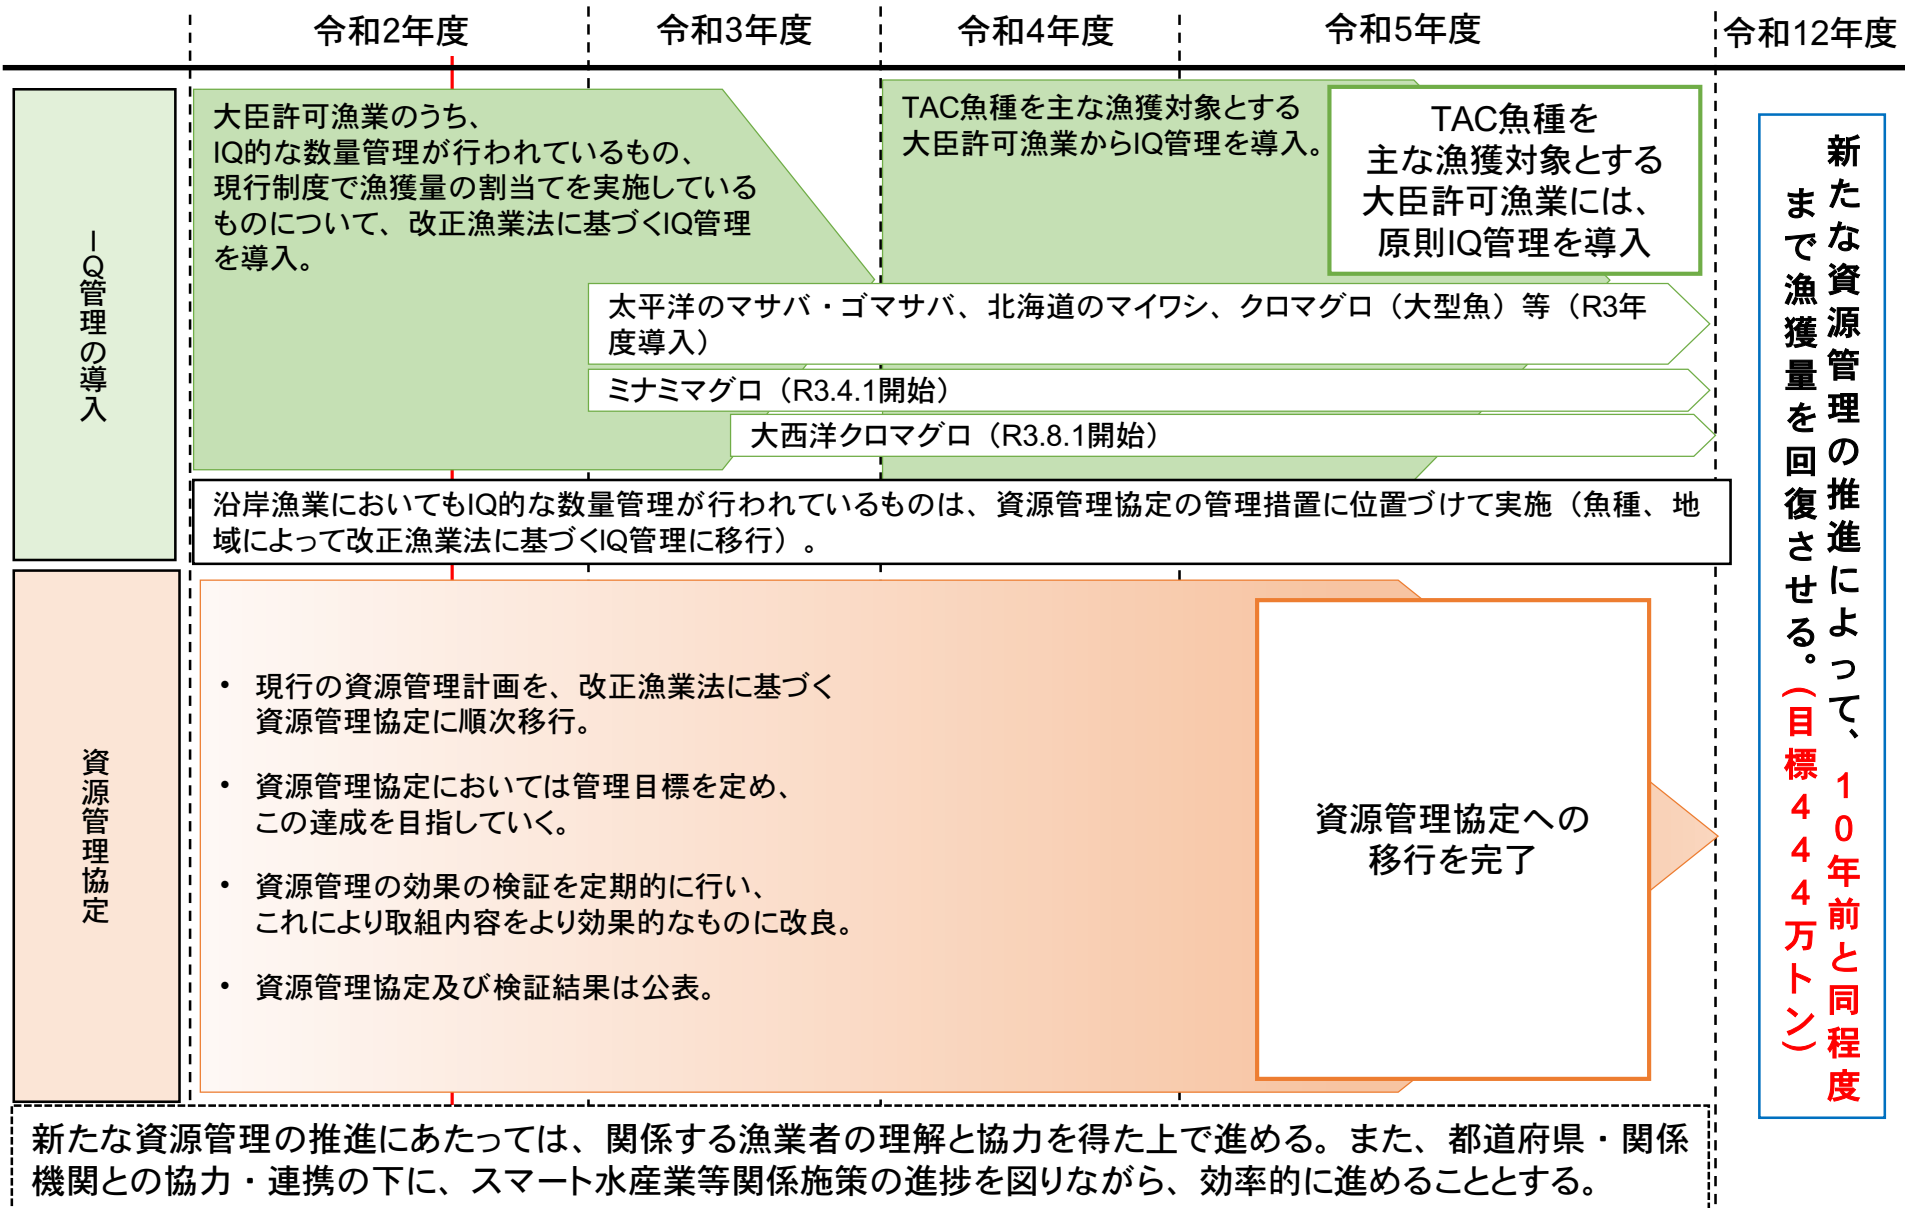 令和2年度
令和3年度
令和4年度
令和5年度
令和12年度
IQ管理の導入
大臣許可漁業のうち、
IQ的な数量管理が行われているもの、
現行制度で漁獲量の割当てを実施している
ものについて、改正漁業法に基づくIQ管理
を導入。
TAC魚種を主な漁獲対象とする
大臣許可漁業からIQ管理を導入。
TAC魚種を
主な漁獲対象とする
大臣許可漁業には、
原則IQ管理を導入
太平洋のマサバ・ゴマサバ、北海道のマイワシ、クロマグロ（大型魚）等（R3年
度導入）
ミナミマグロ（R3.4.1開始）
大西洋クロマグロ（R3.8.1開始）
沿岸漁業においてもIQ的な数量管理が行われているものは、資源管理協定の管理措置に位置づけて実施（魚種、地
域によって改正漁業法に基づくIQ管理に移行）。
資源管理協定
・ 現行の資源管理計画を、改正漁業法に基づく
資源管理協定に順次移行。
・ 資源管理協定においては管理目標を定め、
この達成を目指していく。
・ 資源管理の効果の検証を定期的に行い、
これにより取組内容をより効果的なものに改良。
・ 資源管理協定及び検証結果は公表。
資源管理協定への
移行を完了
新たな資源管理の推進によって、１０年前と同程度
まで漁獲量を回復させる。（目標４４４万トン）
新たな資源管理の推進にあたっては、関係する漁業者の理解と協力を得た上で進める。また、都道府県・関係
機関との協力・連携の下に、スマート水産業等関係施策の進捗を図りながら、効率的に進めることとする。